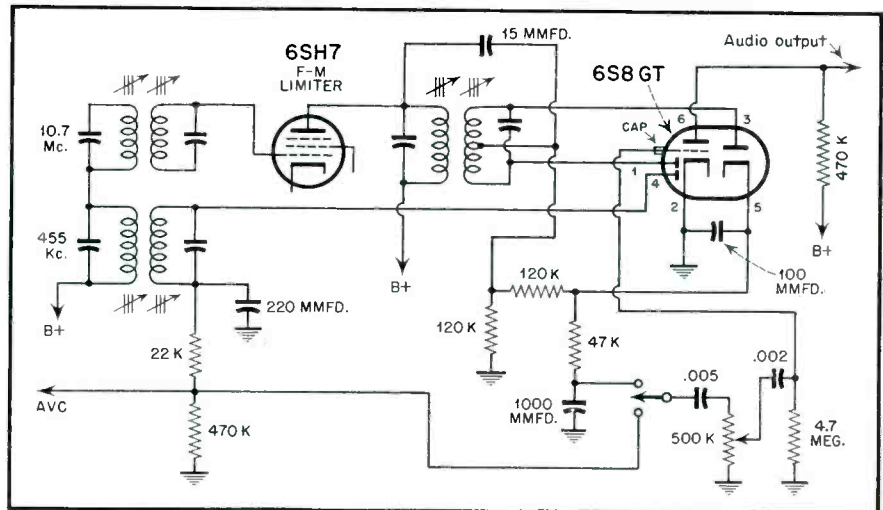 15 MMFD.
Audio output
6SH7
F-M
LIMITER
6S8 GT
6
3
CAP
10.7
Mc.
1
4
470 K
2
5
455
Kc.
B+
B+
100
MMFD.
120 K
220 MMFD.
B+
120 K
47 K
22 K
.005
.002
AVC
1000
MMFD.
500 K
4.7
MEG.
470 K